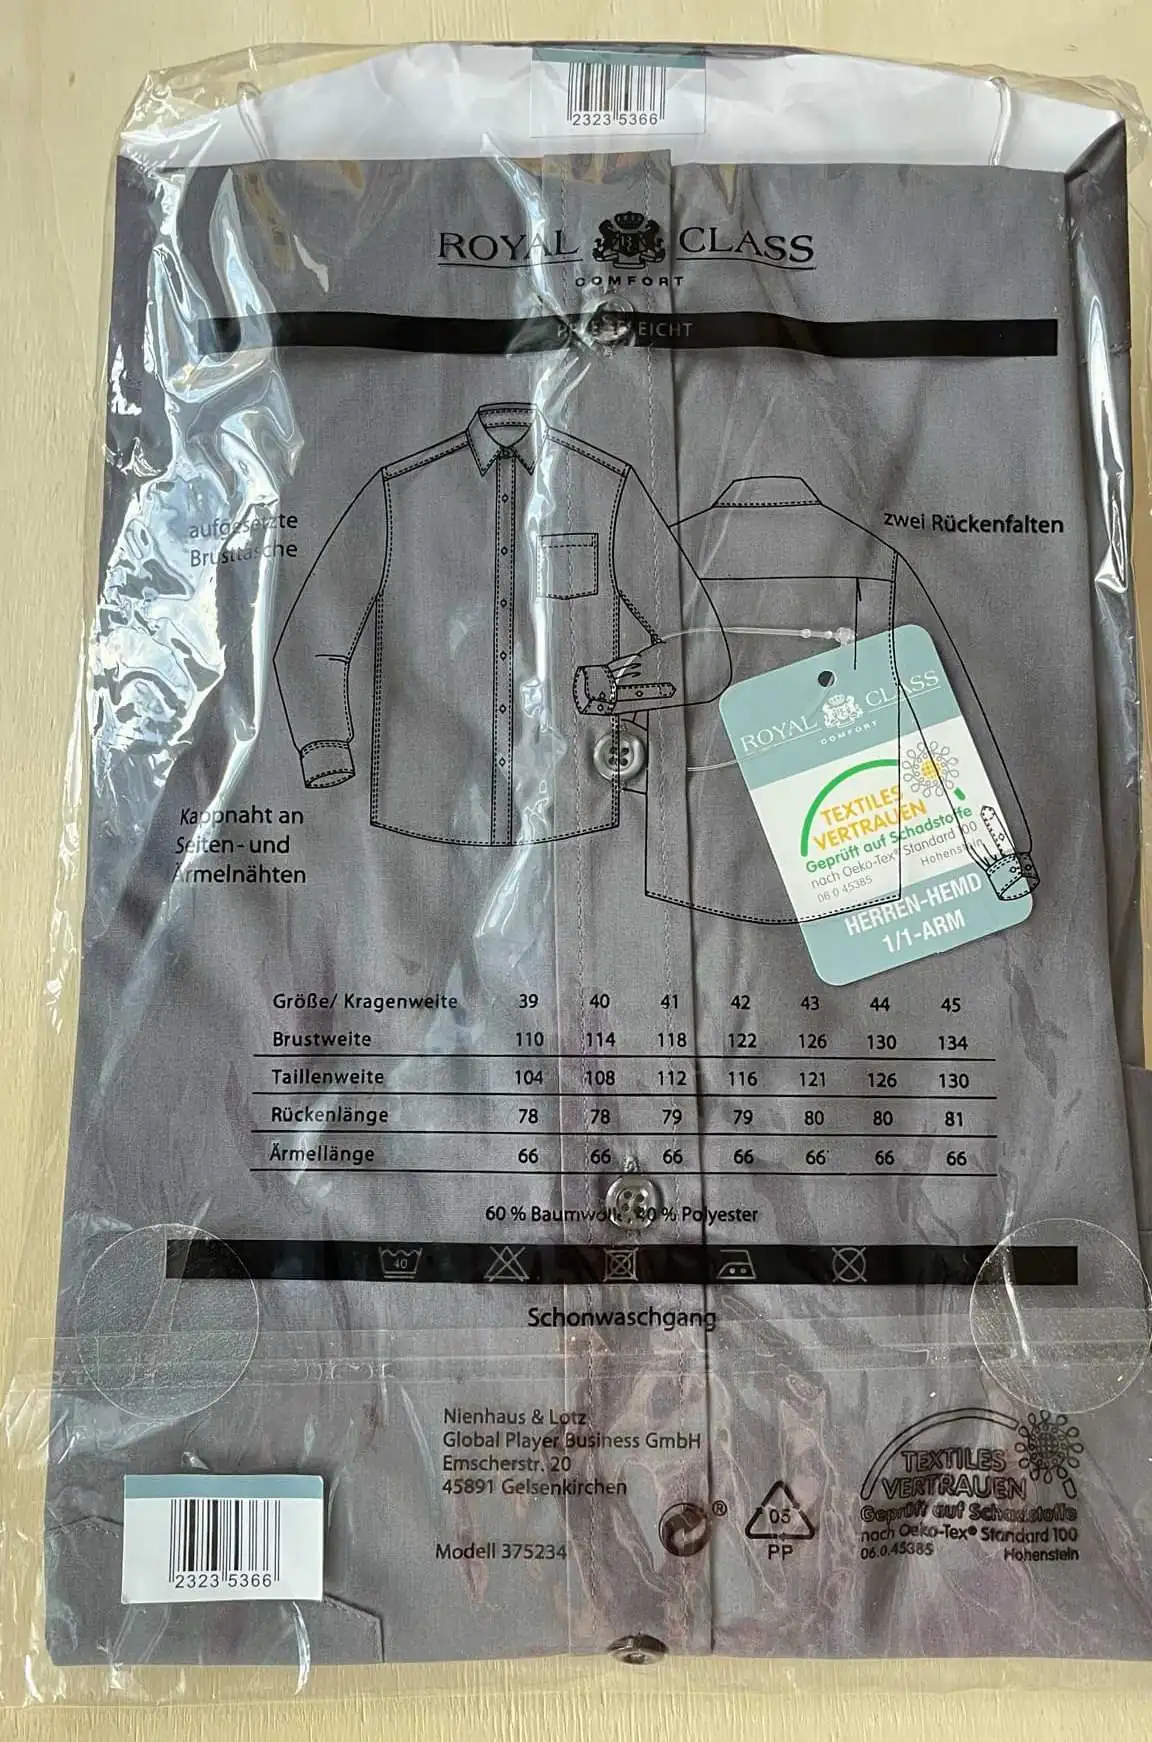 2323 5366
ROYAL CLASS
COMFORT
PFLEGELEICHT
aufgesetzte
Brusttasche
zwei Rückenfalten
Kappnaht an
Seiten- und
Ärmelnähten
ROYAL CLASS
COMFORT
TEXTILES
VERTRAUEN
Geprüft auf Schadstoffe
nach Oeko-Tex® Standard 100
06.0.45385 Hohenstein
HERREN-HEMD
1/1-ARM
Größe/ Kragenweite 39 40 41 42 43 44 45
Brustweite 110 114 118 122 126 130 134
Taillenweite 104 108 112 116 121 126 130
Rückenlänge 78 78 79 79 80 80 81
Ärmellänge 66 66 66 66 66 66 66
60 % Baumwolle, 40 % Polyester
40
Schonwaschgang
Nienhaus & Lotz
Global Player Business GmbH
Emscherstr. 20
45891 Gelsenkirchen
Modell 375234
®
05
PP
TEXTILES
VERTRAUEN
Geprüft auf Schadstoffe
nach Oeko-Tex® Standard 100
06.0.45385 Hohenstein
2323 5366